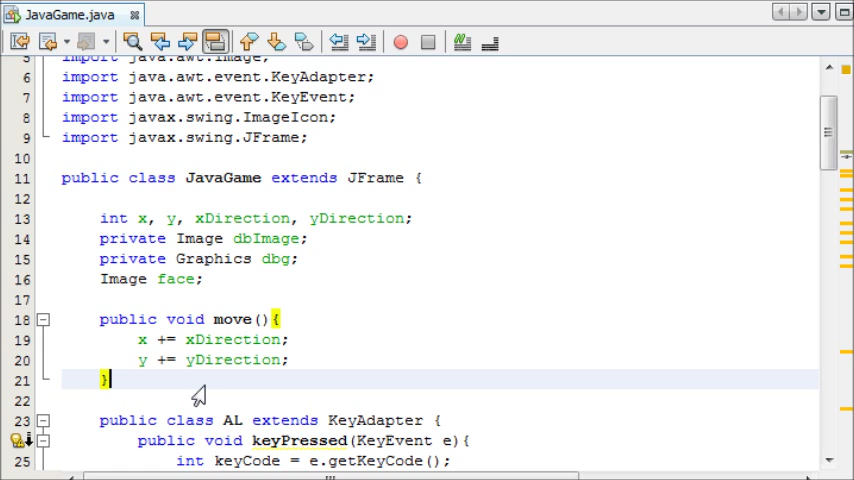 JavaGame.java
5 import java.awt.Image;
6 import java.awt.event.KeyAdapter;
7 import java.awt.event.KeyEvent;
8 import javax.swing.ImageIcon;
9 import javax.swing.JFrame;
10
11 public class JavaGame extends JFrame {
12
13 int x, y, xDirection, yDirection;
14 private Image dbImage;
15 private Graphics dbg;
16 Image face;
17
18 public void move(){
19 x += xDirection;
20 y += yDirection;
21 }
22
23 public class AL extends KeyAdapter {
public void keyPressed(KeyEvent e){
25 int keyCode = e.getKeyCode();